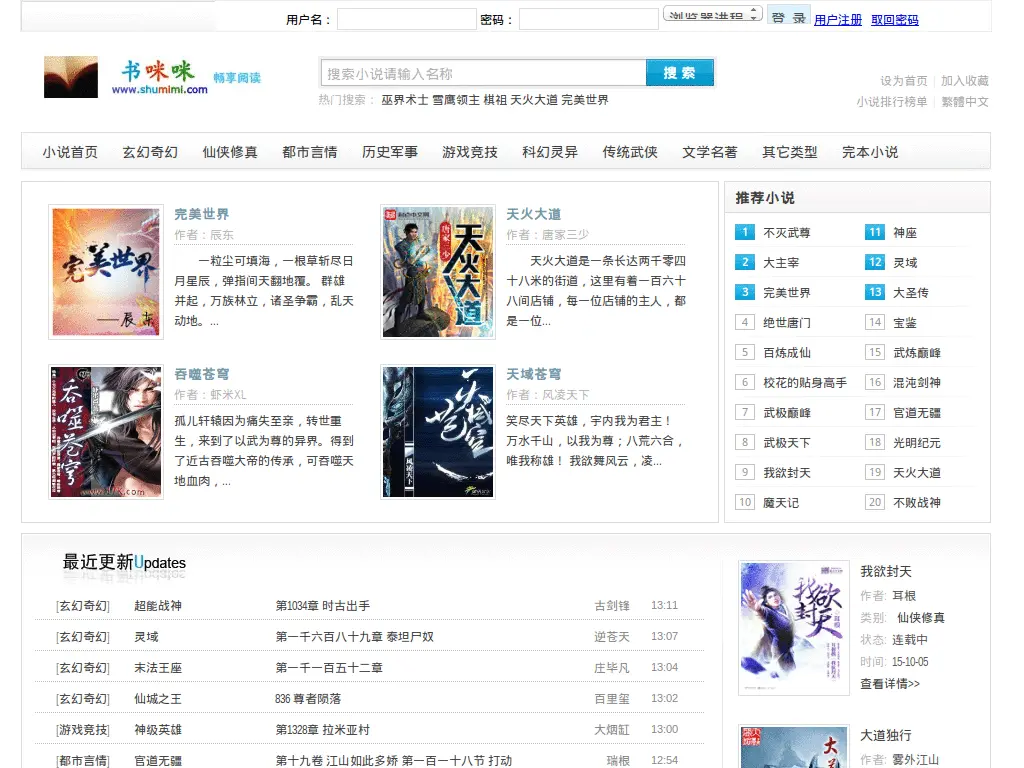 用户名：
密码：
浏览器进程
登 录
用户注册 取回密码
书咪咪
www.shumimi.com
畅享阅读
搜索小说请输入名称
搜 索
热门搜索： 巫界术士 雪鹰领主 棋祖 天火大道 完美世界
设为首页 | 加入收藏
小说排行榜单 | 繁體中文
小说首页 玄幻奇幻 仙侠修真 都市言情 历史军事 游戏竞技 科幻灵异 传统武侠 文学名著 其它类型 完本小说
完美世界
——辰东
完美世界
作者：辰东
一粒尘可填海，一根草斩尽日
月星辰，弹指间天翻地覆。 群雄
并起，万族林立，诸圣争霸，乱天
动地。...
唐家三少
天火大道
天火大道
作者：唐家三少
天火大道是一条长达两千零四
十八米的街道，这里有着一百六十
八间店铺，每一位店铺的主人，都
是一位...
吞噬苍穹
吞噬苍穹
作者：虾米XL
孤儿轩辕因为痛失至亲，转世重
生，来到了以武为尊的异界。得到
了近古吞噬大帝的传承，可吞噬天
地血肉，...
天域苍穹
风凌天下
天域苍穹
作者：风凌天下
笑尽天下英雄，宇内我为君主！
万水千山，以我为尊；八荒六合，
唯我称雄！ 我欲舞风云，凌...
推荐小说
1 不灭武尊 11 神座
2 大主宰 12 灵域
3 完美世界 13 大圣传
4 绝世唐门 14 宝鉴
5 百炼成仙 15 武炼巅峰
6 校花的贴身高手 16 混沌剑神
7 武极巅峰 17 官道无疆
8 武极天下 18 光明纪元
9 我欲封天 19 天火大道
10 魔天记 20 不败战神
最近更新Updates
[玄幻奇幻] 超能战神 第1034章 时古出手 古剑锋 13:11
[玄幻奇幻] 灵域 第一千六百八十九章 泰坦尸奴 逆苍天 13:07
[玄幻奇幻] 末法王座 第一千一百五十二章 庄毕凡 13:04
[玄幻奇幻] 仙城之王 836 尊者陨落 百里玺 13:02
[游戏竞技] 神级英雄 第1328章 拉米亚村 大烟缸 13:00
[都市言情] 官道无疆 第十九卷 江山如此多娇 第一百一十八节 打动 瑞根 12:54
我欲封天
耳根
我欲封天
作者: 耳根
类别: 仙侠修真
状态: 连载中
时间: 15-10-05
查看详情>>
大道独行
作者: 雾外江山